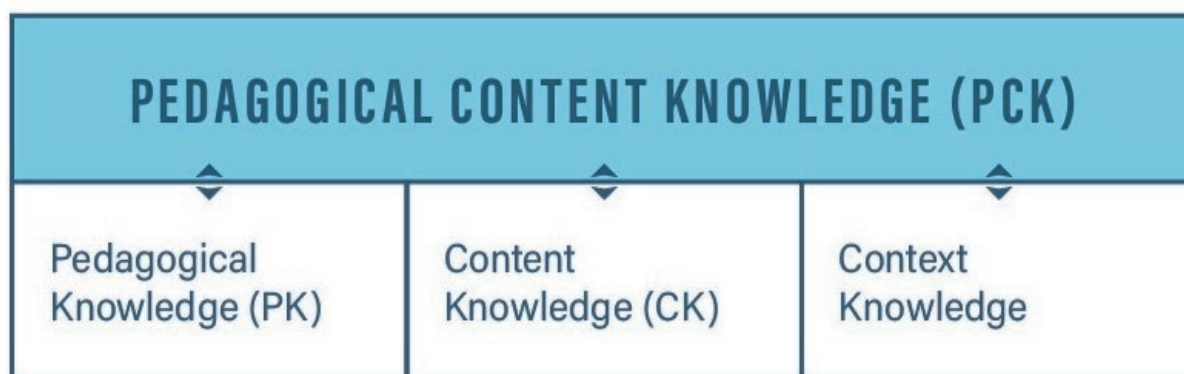 PEDAGOGICAL CONTENT KNOWLEDGE (PCK)
Pedagogical
Knowledge (PK)
Content
Knowledge (CK)
Context
Knowledge